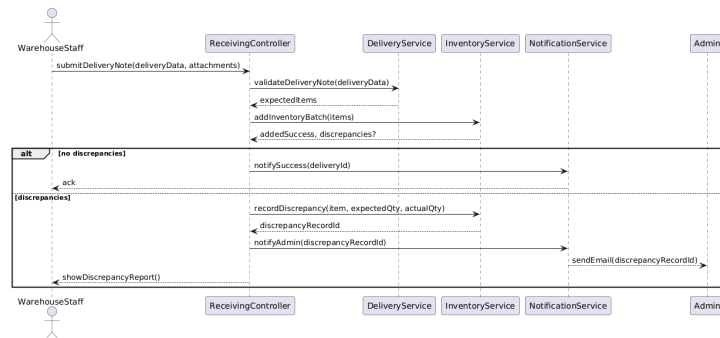 WarehouseStaff
ReceivingController
DeliveryService
InventoryService
NotificationService
Admin
submitDeliveryNote(deliveryData, attachments)
validateDeliveryNote(deliveryData)
expectedItems
addInventoryBatch(items)
addedSuccess, discrepancies?
alt [no discrepancies]
notifySuccess(deliveryId)
ack
[discrepancies]
recordDiscrepancy(item, expectedQty, actualQty)
discrepancyRecordId
notifyAdmin(discrepancyRecordId)
sendEmail(discrepancyRecordId)
showDiscrepancyReport()
WarehouseStaff
ReceivingController
DeliveryService
InventoryService
NotificationService
Admin